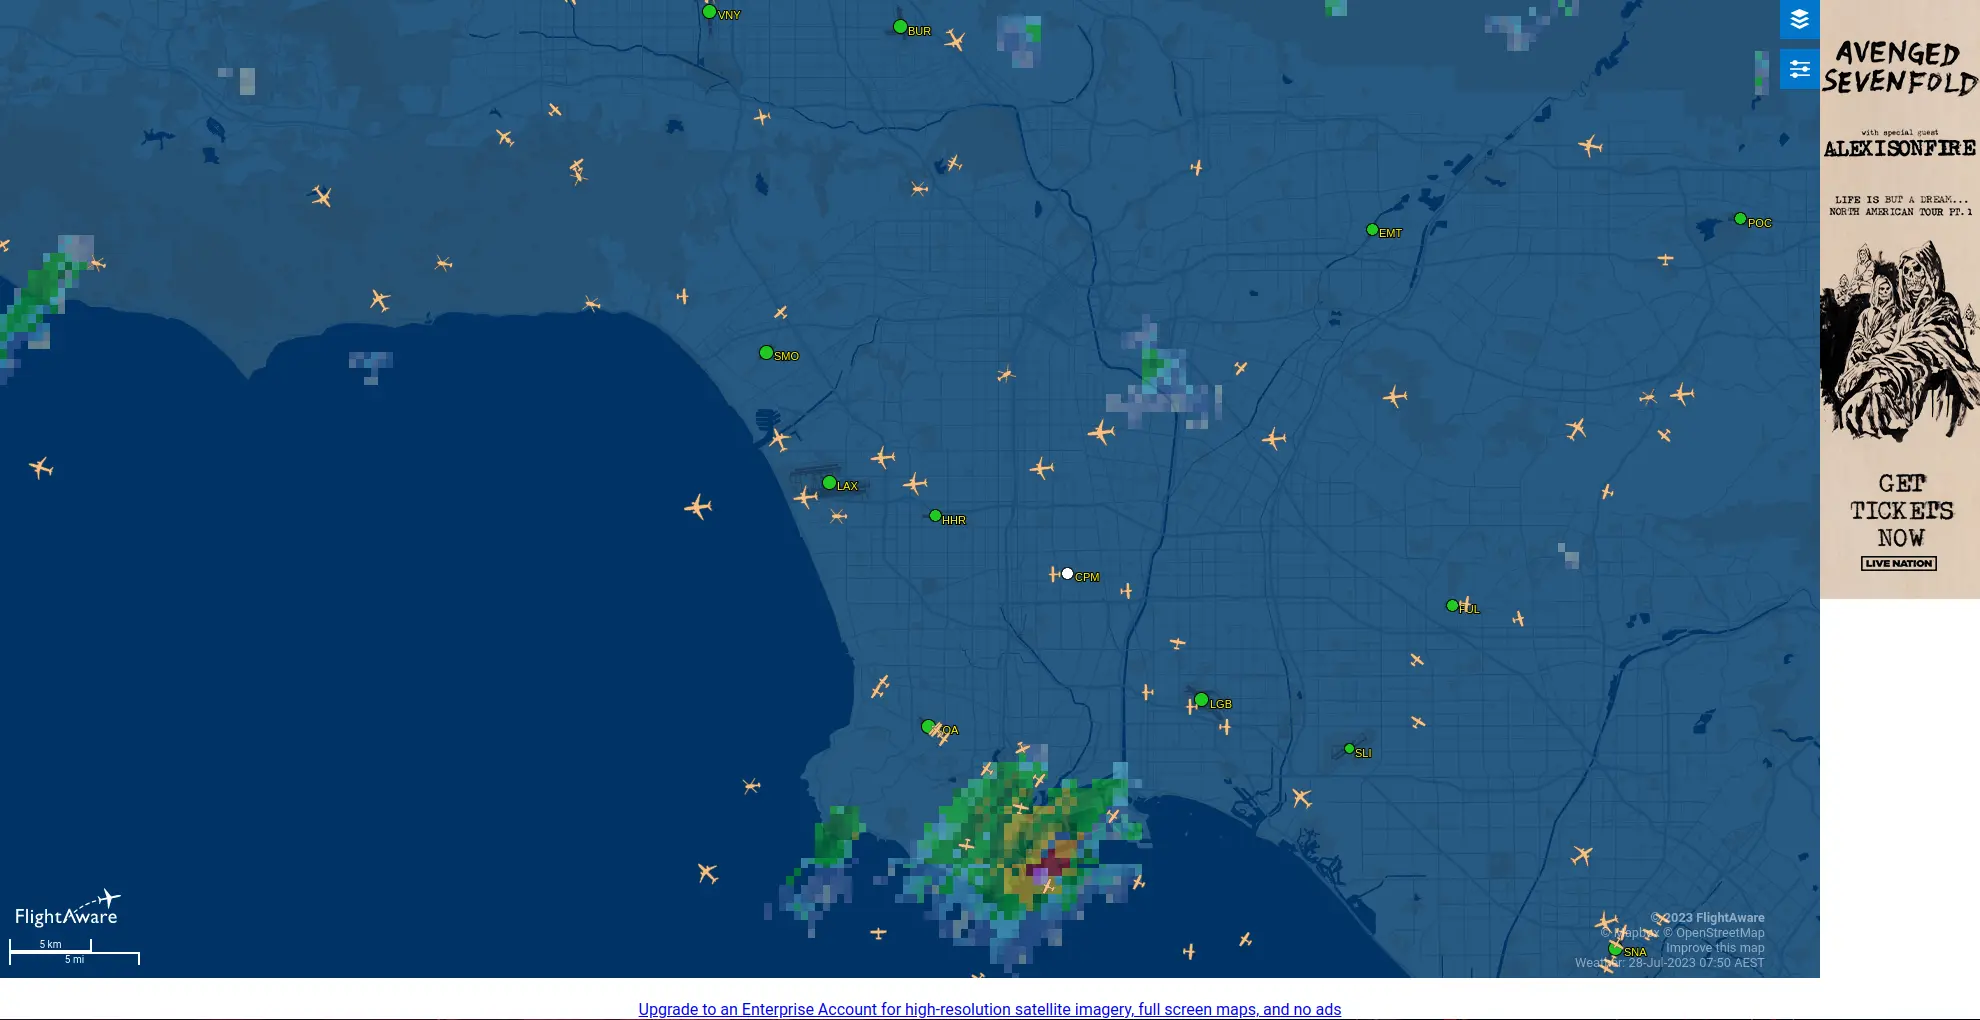 VNY
BUR
POC
EMT
SMO
LAX
HHR
CPM
FUL
LGB
SLI
SNA
AVENGED
SEVENFOLD
with special guest
ALEXISONFIRE
LIFE IS BUT A DREAM...
NORTH AMERICAN TOUR PT. 1
GET
TICKETS
NOW
LIVE NATION
FlightAware
5 km
5 mi
© 2023 FlightAware
© Mapbox © OpenStreetMap
Improve this map
Weather: 28-Jul-2023 07:50 AEST
Upgrade to an Enterprise Account for high-resolution satellite imagery, full screen maps, and no ads